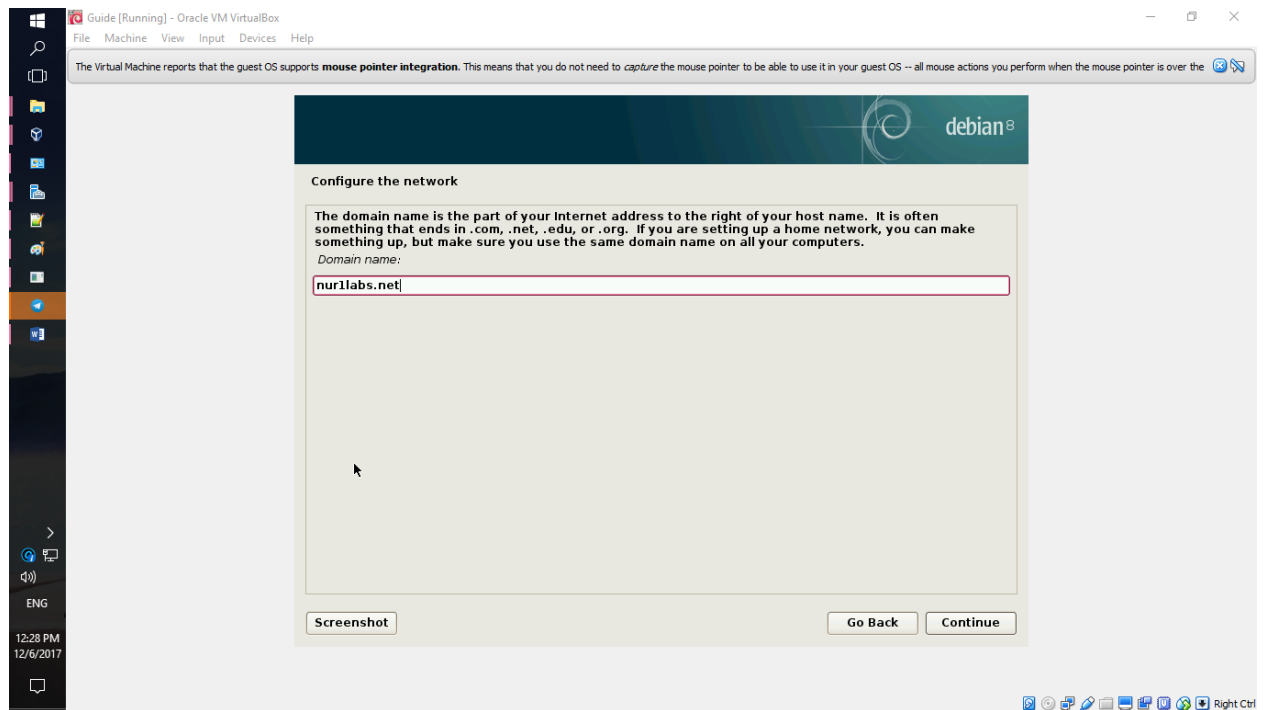 Guide [Running] - Oracle VM VirtualBox
File Machine View Input Devices Help
The Virtual Machine reports that the guest OS supports mouse pointer integration. This means that you do not need to capture the mouse pointer to be able to use it in your guest OS -- all mouse actions you perform when the mouse pointer is over the
debian 8
Configure the network
The domain name is the part of your Internet address to the right of your host name. It is often
something that ends in .com, .net, .edu, or .org. If you are setting up a home network, you can make
something up, but make sure you use the same domain name on all your computers.
Domain name:
nur1labs.net
Screenshot
Go Back
Continue
ENG
12:28 PM
12/6/2017
Right Ctrl